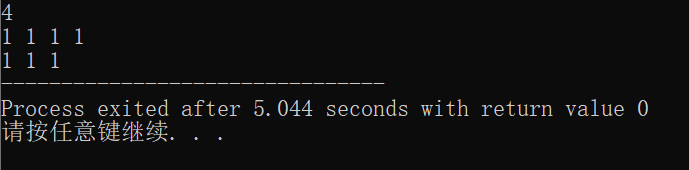 4
1 1 1 1
1 1 1
--------------------------------
Process exited after 5.044 seconds with return value 0
请按任意键继续. . .